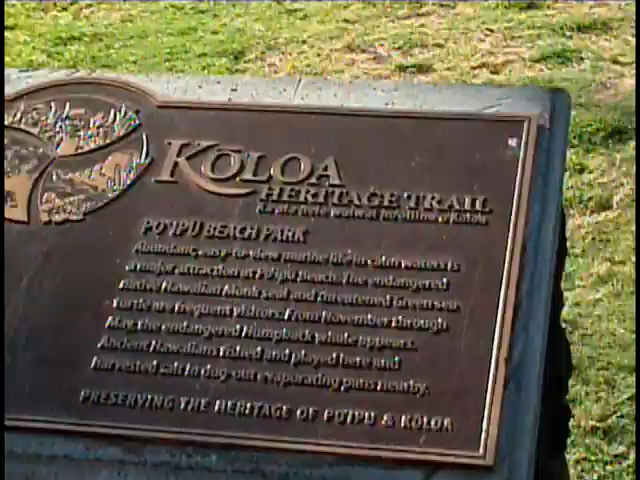 KŌLOA
HERITAGE TRAIL
PO'IPŪ BEACH PARK
Abundant, easy-to-view marine life in calm waters is
a major attraction at Po'ipū Beach. The endangered
native Hawaiian Monk seal and threatened Green sea
turtle are frequent visitors. From November through
May the endangered Humpback whale appears.
Ancient Hawaiians fished and played here and
harvested salt in dug-out evaporating pans nearby.
PRESERVING THE HERITAGE OF PO'IPŪ & KŌLOA